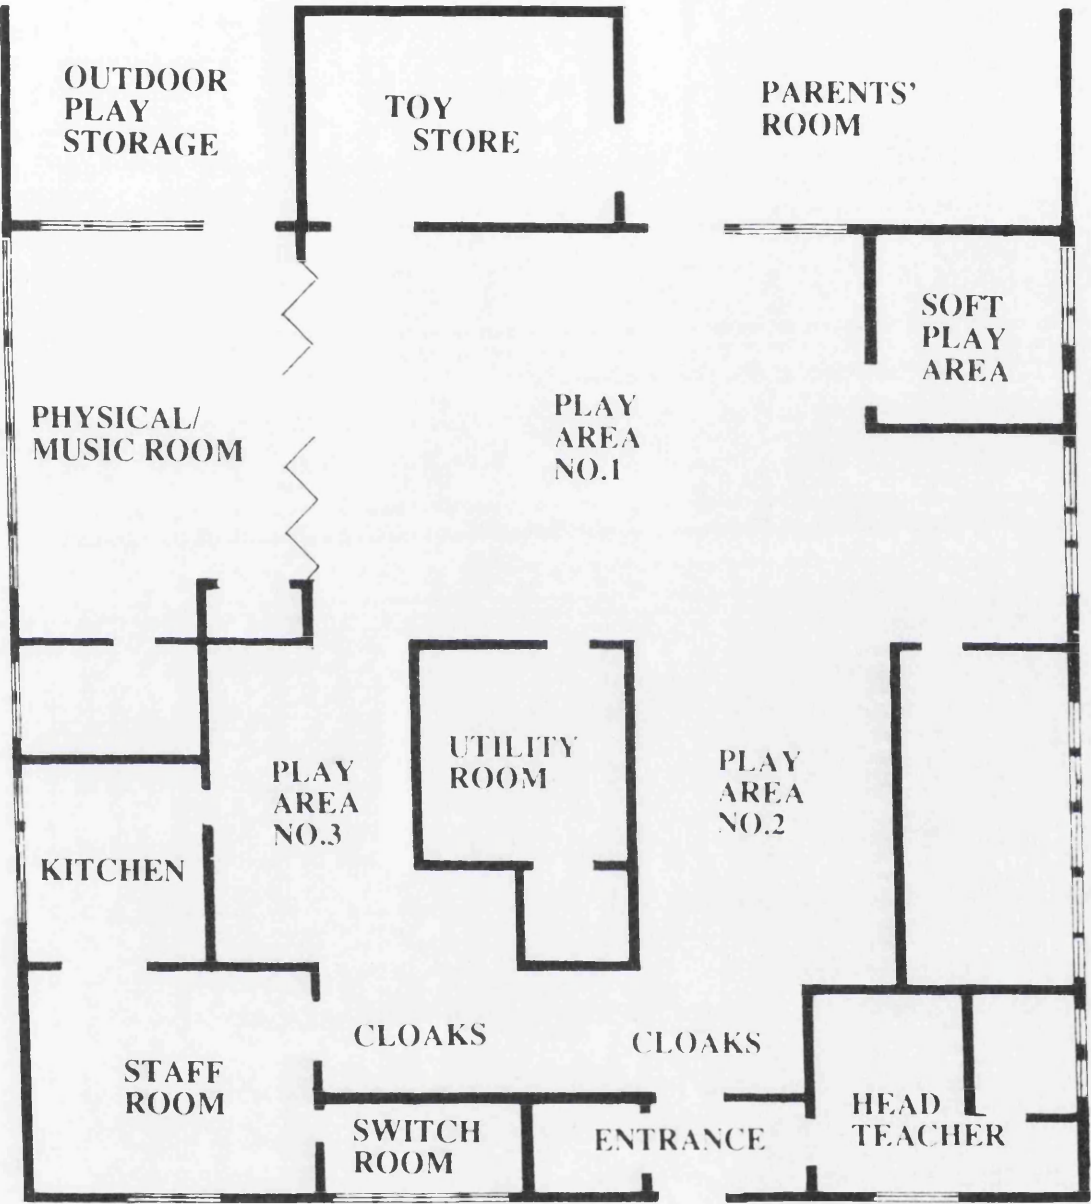 OUTDOOR
PLAY
STORAGE
TOY
STORE
PARENTS'
ROOM
SOFT
PLAY
AREA
PHYSICAL/
MUSIC ROOM
PLAY
AREA
NO.1
UTILITY
ROOM
PLAY
AREA
NO.2
PLAY
AREA
NO.3
KITCHEN
CLOAKS
CLOAKS
STAFF
ROOM
SWITCH
ROOM
ENTRANCE
HEAD
TEACHER